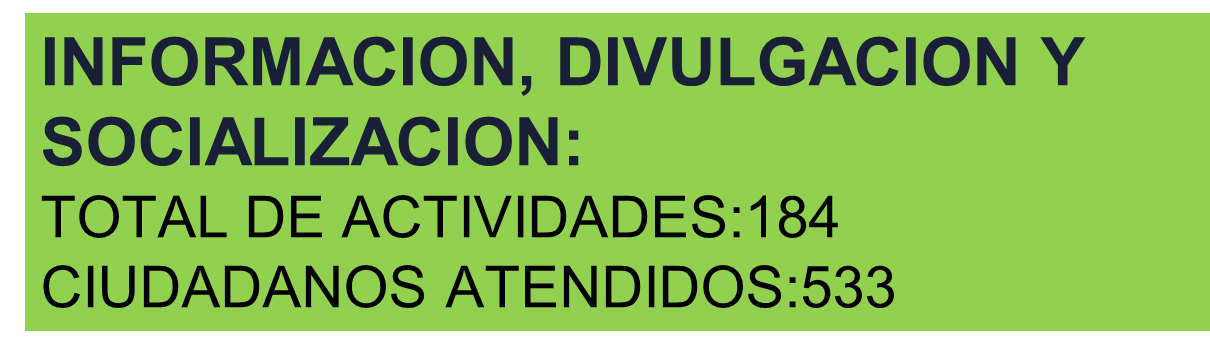 INFORMACION, DIVULGACION Y
SOCIALIZACION:
TOTAL DE ACTIVIDADES:184
CIUDADANOS ATENDIDOS:533